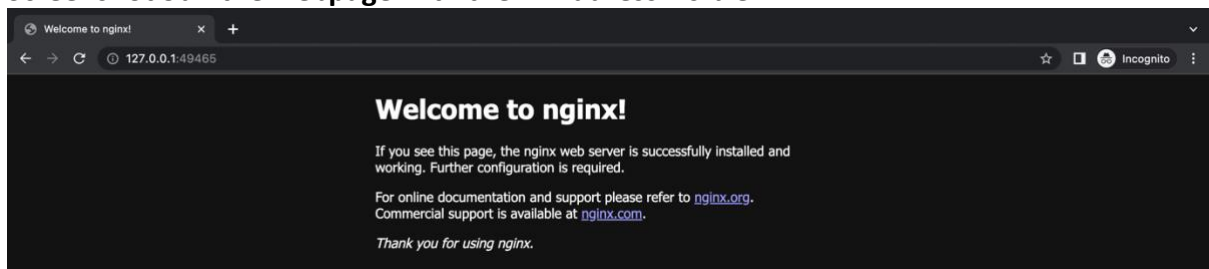 Welcome to nginx!
127.0.0.1:49465
Incognito
Welcome to nginx!
If you see this page, the nginx web server is successfully installed and
working. Further configuration is required.
For online documentation and support please refer to nginx.org.
Commercial support is available at nginx.com.
Thank you for using nginx.